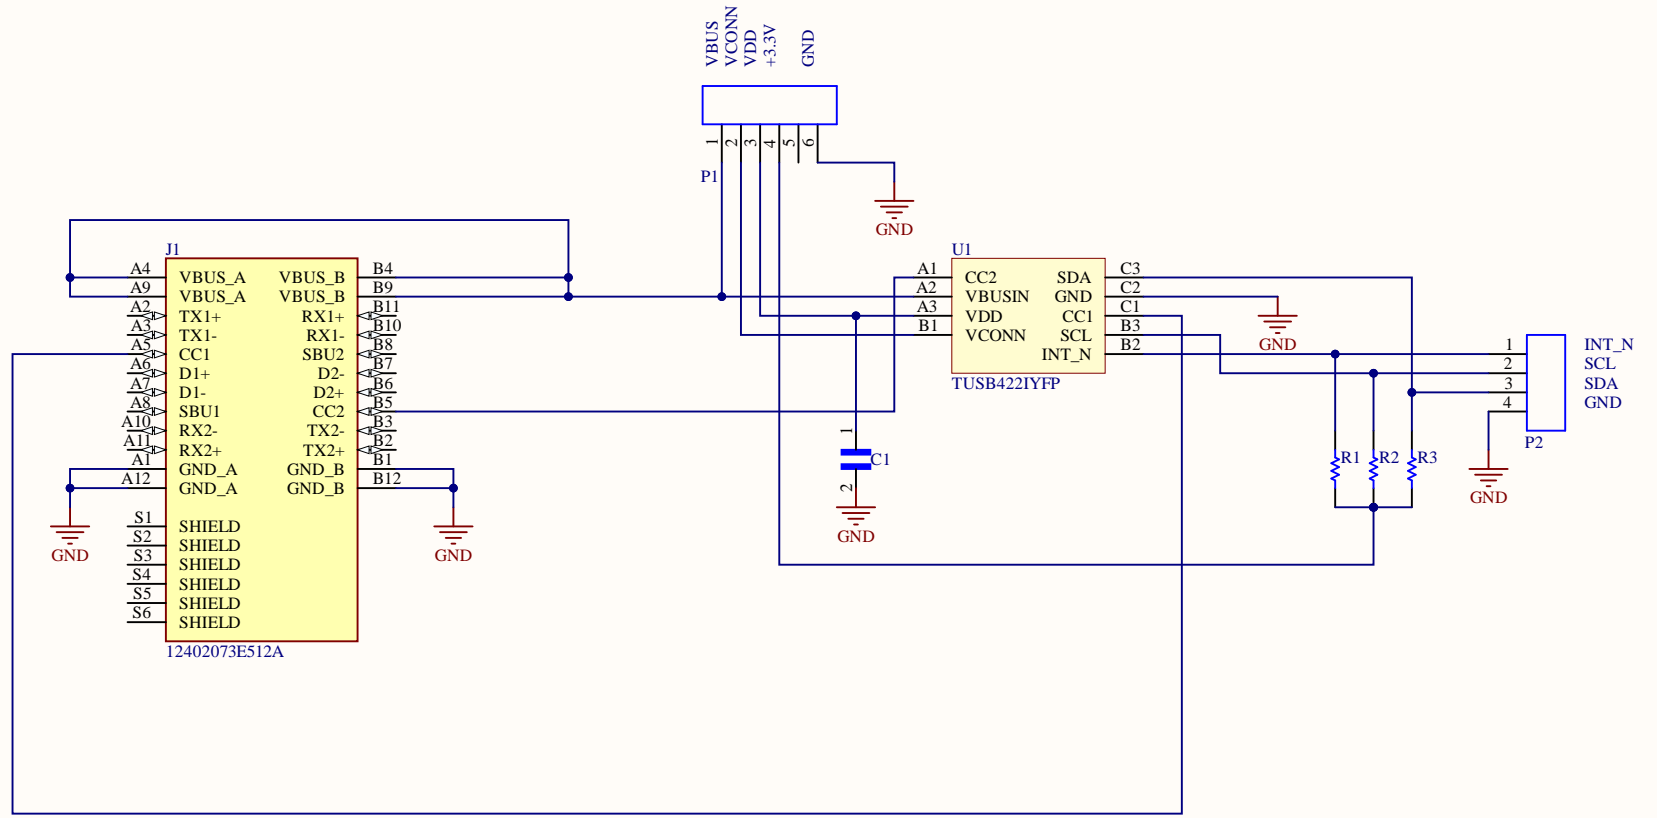 VBUS
VCONN
VDD
+3.3V
GND
1
2
3
4
5
6
P1
GND
J1
A4 VBUS_A VBUS_B B4
A9 VBUS_A VBUS_B B9
A2 TX1+ RX1+ B11
A3 TX1- RX1- B10
A5 CC1 SBU2 B8
A6 D1+ D2- B7
A7 D1- D2+ B6
A8 SBU1 CC2 B5
A10 RX2- TX2- B3
A11 RX2+ TX2+ B2
A1 GND_A GND_B B1
A12 GND_A GND_B B12
S1 SHIELD
S2 SHIELD
S3 SHIELD
S4 SHIELD
S5 SHIELD
S6 SHIELD
12402073E512A
GND
GND
U1
A1 CC2 SDA C3
A2 VBUSIN GND C2
A3 VDD CC1 C1
B1 VCONN SCL B3
INT_N B2
TUSB422IYFP
GND
1
C1
2
GND
R1
R2
R3
1 INT_N
2 SCL
3 SDA
4 GND
P2
GND